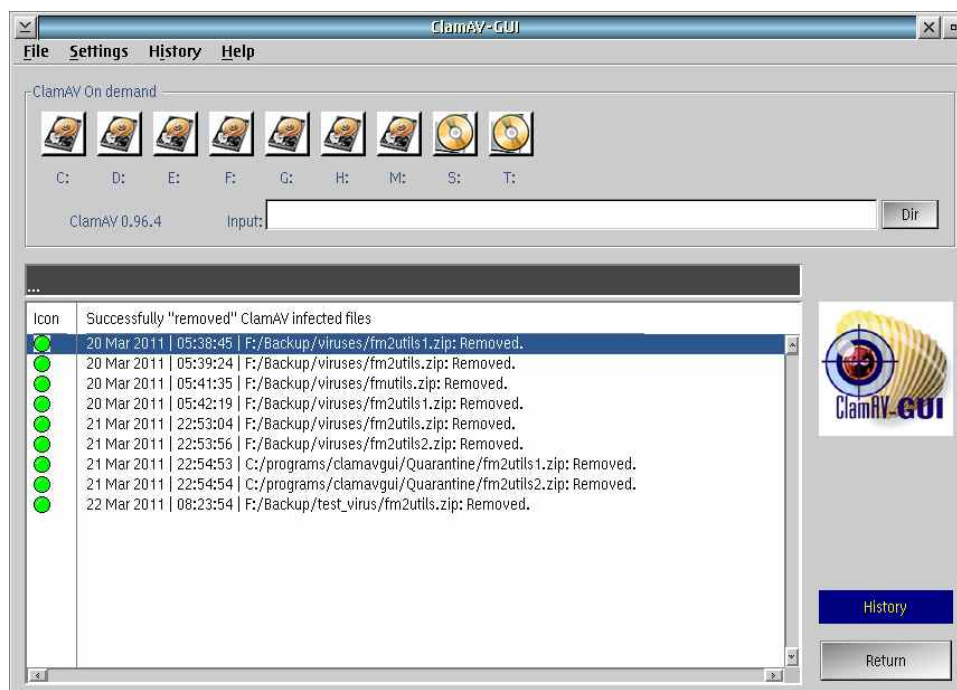 ClamAV-GUI
File Settings History Help
ClamAV On demand
C: D: E: F: G: H: M: S: T:
ClamAV 0.96.4 Input: Dir
...
Icon Successfully "removed" ClamAV infected files
20 Mar 2011 | 05:38:45 | F:/Backup/viruses/fm2utils1.zip: Removed.
20 Mar 2011 | 05:39:24 | F:/Backup/viruses/fm2utils.zip: Removed.
20 Mar 2011 | 05:41:35 | F:/Backup/viruses/fmutils.zip: Removed.
20 Mar 2011 | 05:42:19 | F:/Backup/viruses/fm2utils1.zip: Removed.
21 Mar 2011 | 22:53:04 | F:/Backup/viruses/fm2utils.zip: Removed.
21 Mar 2011 | 22:53:56 | F:/Backup/viruses/fm2utils2.zip: Removed.
21 Mar 2011 | 22:54:53 | C:/programs/clamavgui/Quarantine/fm2utils1.zip: Removed.
21 Mar 2011 | 22:54:54 | C:/programs/clamavgui/Quarantine/fm2utils2.zip: Removed.
22 Mar 2011 | 08:23:54 | F:/Backup/test_virus/fm2utils.zip: Removed.
ClamAV-GUI
History
Return